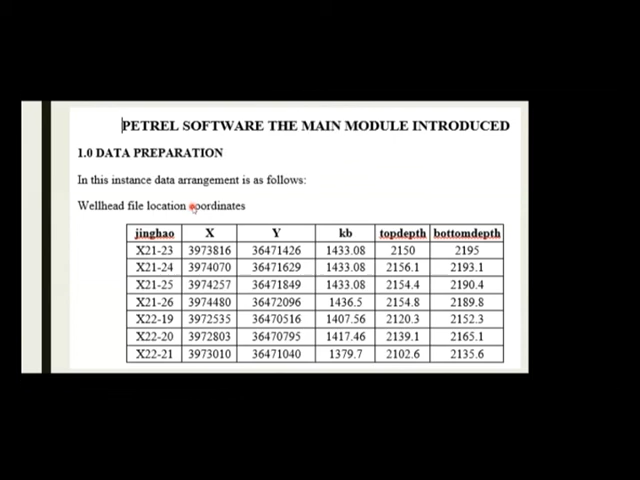 PETREL SOFTWARE THE MAIN MODULE INTRODUCED
1.0 DATA PREPARATION
In this instance data arrangement is as follows:
Wellhead file location coordinates
jinghao X Y kb topdepth bottomdepth
X21-23 3973816 36471426 1433.08 2150 2195
X21-24 3974070 36471629 1433.08 2156.1 2193.1
X21-25 3974257 36471849 1433.08 2154.4 2190.4
X21-26 3974480 36472096 1436.5 2154.8 2189.8
X22-19 3972535 36470516 1407.56 2120.3 2152.3
X22-20 3972803 36470795 1417.46 2139.1 2165.1
X22-21 3973010 36471040 1379.7 2102.6 2135.6